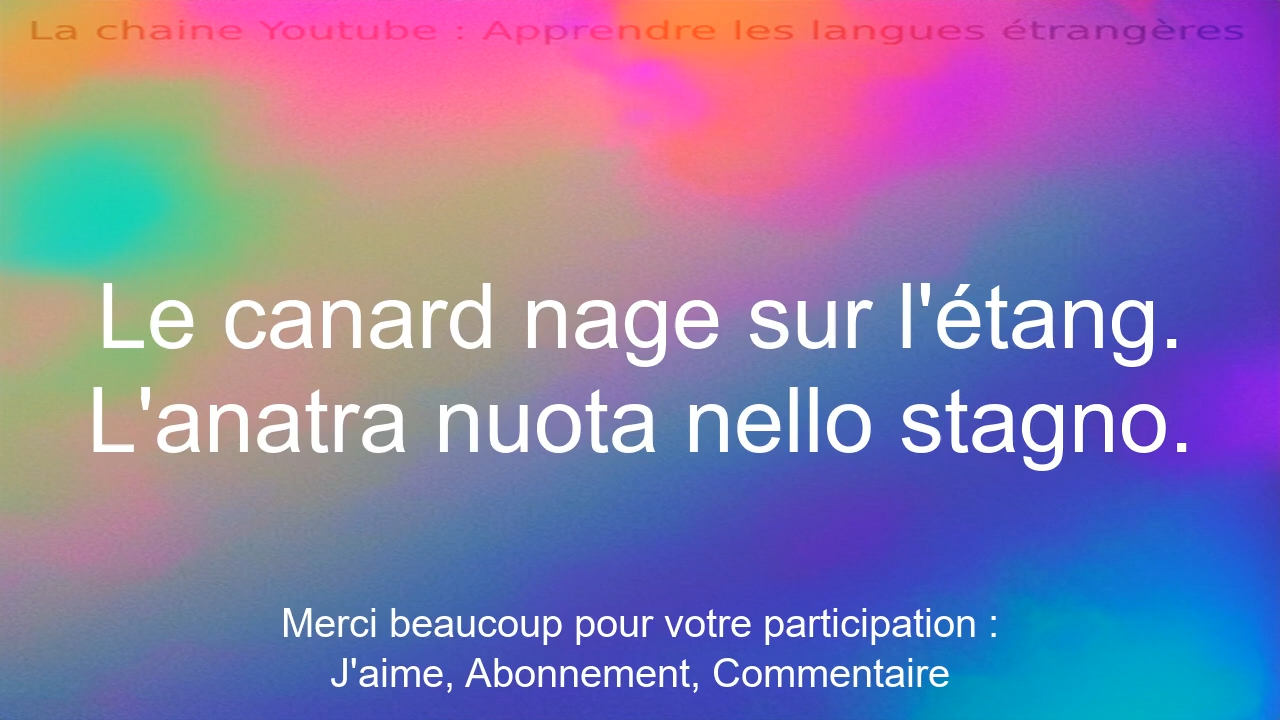 La chaine Youtube : Apprendre les langues étrangères
Le canard nage sur l'étang.
L'anatra nuota nello stagno.
Merci beaucoup pour votre participation :
J'aime, Abonnement, Commentaire